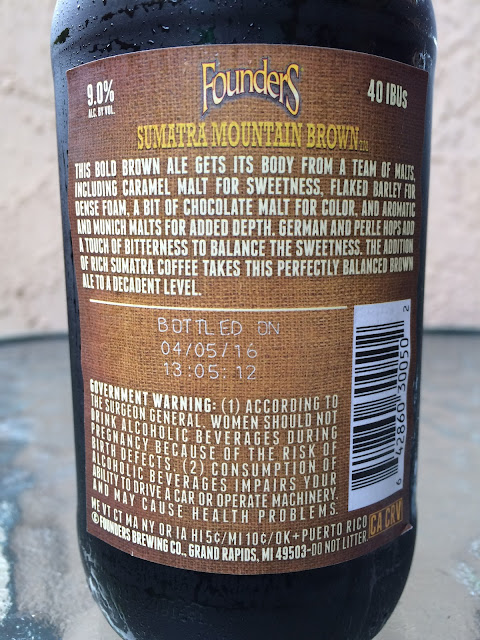 FOUNDERS
9.0%
ALC. BY VOL.
40 IBUS
SUMATRA MOUNTAIN BROWN
THIS BOLD BROWN ALE GETS ITS BODY FROM A TEAM OF MALTS,
INCLUDING CARAMEL MALT FOR SWEETNESS, FLAKED BARLEY FOR
DENSE FOAM, A BIT OF CHOCOLATE MALT FOR COLOR, AND AROMATIC
AND MUNICH MALTS FOR ADDED DEPTH. GERMAN AND PERLE HOPS ADD
A TOUCH OF BITTERNESS TO BALANCE THE SWEETNESS. THE ADDITION
OF RICH SUMATRA COFFEE TAKES THIS PERFECTLY BALANCED BROWN
ALE TO A DECADENT LEVEL.
BOTTLED ON
04/05/16
13:05:12
GOVERNMENT WARNING: (1) ACCORDING TO
THE SURGEON GENERAL, WOMEN SHOULD NOT
DRINK ALCOHOLIC BEVERAGES DURING
PREGNANCY BECAUSE OF THE RISK OF
BIRTH DEFECTS. (2) CONSUMPTION OF
ALCOHOLIC BEVERAGES IMPAIRS YOUR
ABILITY TO DRIVE A CAR OR OPERATE MACHINERY,
AND MAY CAUSE HEALTH PROBLEMS.
6 42860 30050 2
ME VT CT MA NY OR IA HI 5¢/MI 10¢/OK+PUERTO RICO
CA CRV
©FOUNDERS BREWING CO., GRAND RAPIDS, MI 49503-DO NOT LITTER